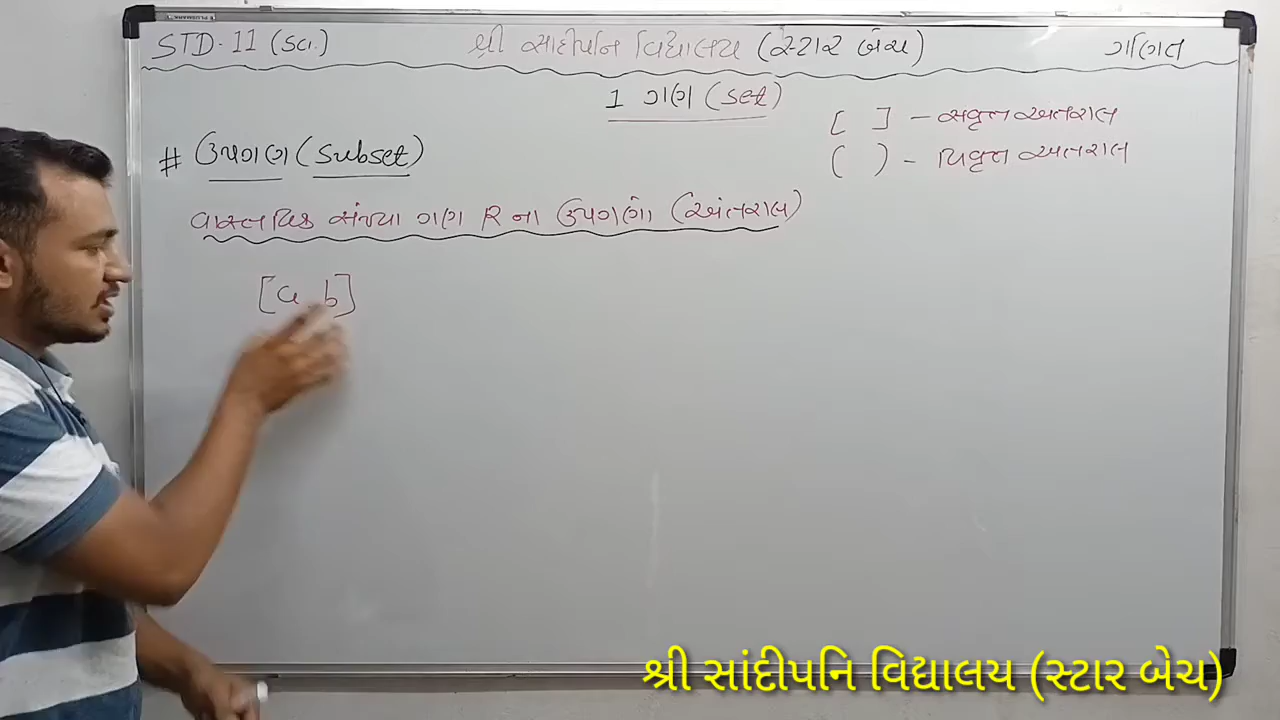 STD-11 (Sci.) શ્રી સાંદીપનિ વિદ્યાલય (સ્ટાર બેચ) ગણિત
1 ગણ (set)
[ ] - સવૃત્ત અંતરાલ
( ) - વિવૃત્ત અંતરાલ
# ઉપગણ (Subset)
વાસ્તવિક સંખ્યા ગણ R ના ઉપગણો (અંતરાલ)
[a, b]
શ્રી સાંદીપનિ વિદ્યાલય (સ્ટાર બેચ)